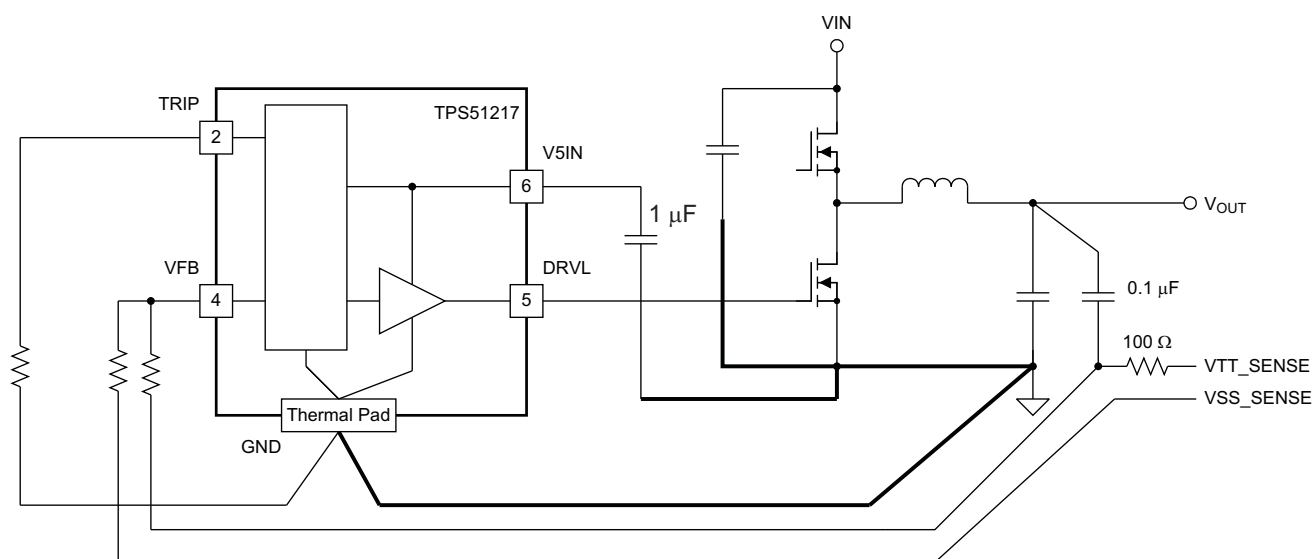 VIN
TRIP
TPS51217
2
V5IN
6
1 μF
V_OUT
VFB
DRVL
4
5
0.1 μF
100 Ω
VTT_SENSE
Thermal Pad
VSS_SENSE
GND